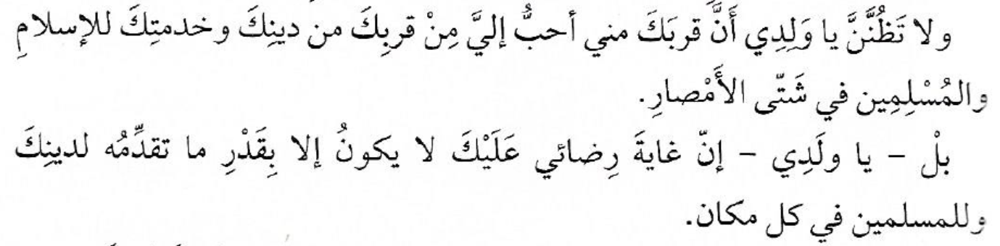 ولا تَظُنَّنَّ يا وَلِدِي أَنَّ قربَكَ مني أحبُّ إليَّ مِنْ قربِكَ من دينِكَ وخدمتِكَ للإسلامِ
والمُسْلِمِين في شَتّى الأَمْصارِ.
بلْ - يا ولَدِي - إنّ غايةَ رِضائي عَلَيْكَ لا يكونُ إلا بِقَدْرِ ما تقدِّمُه لدينِكَ
وللمسلمين في كل مكان.